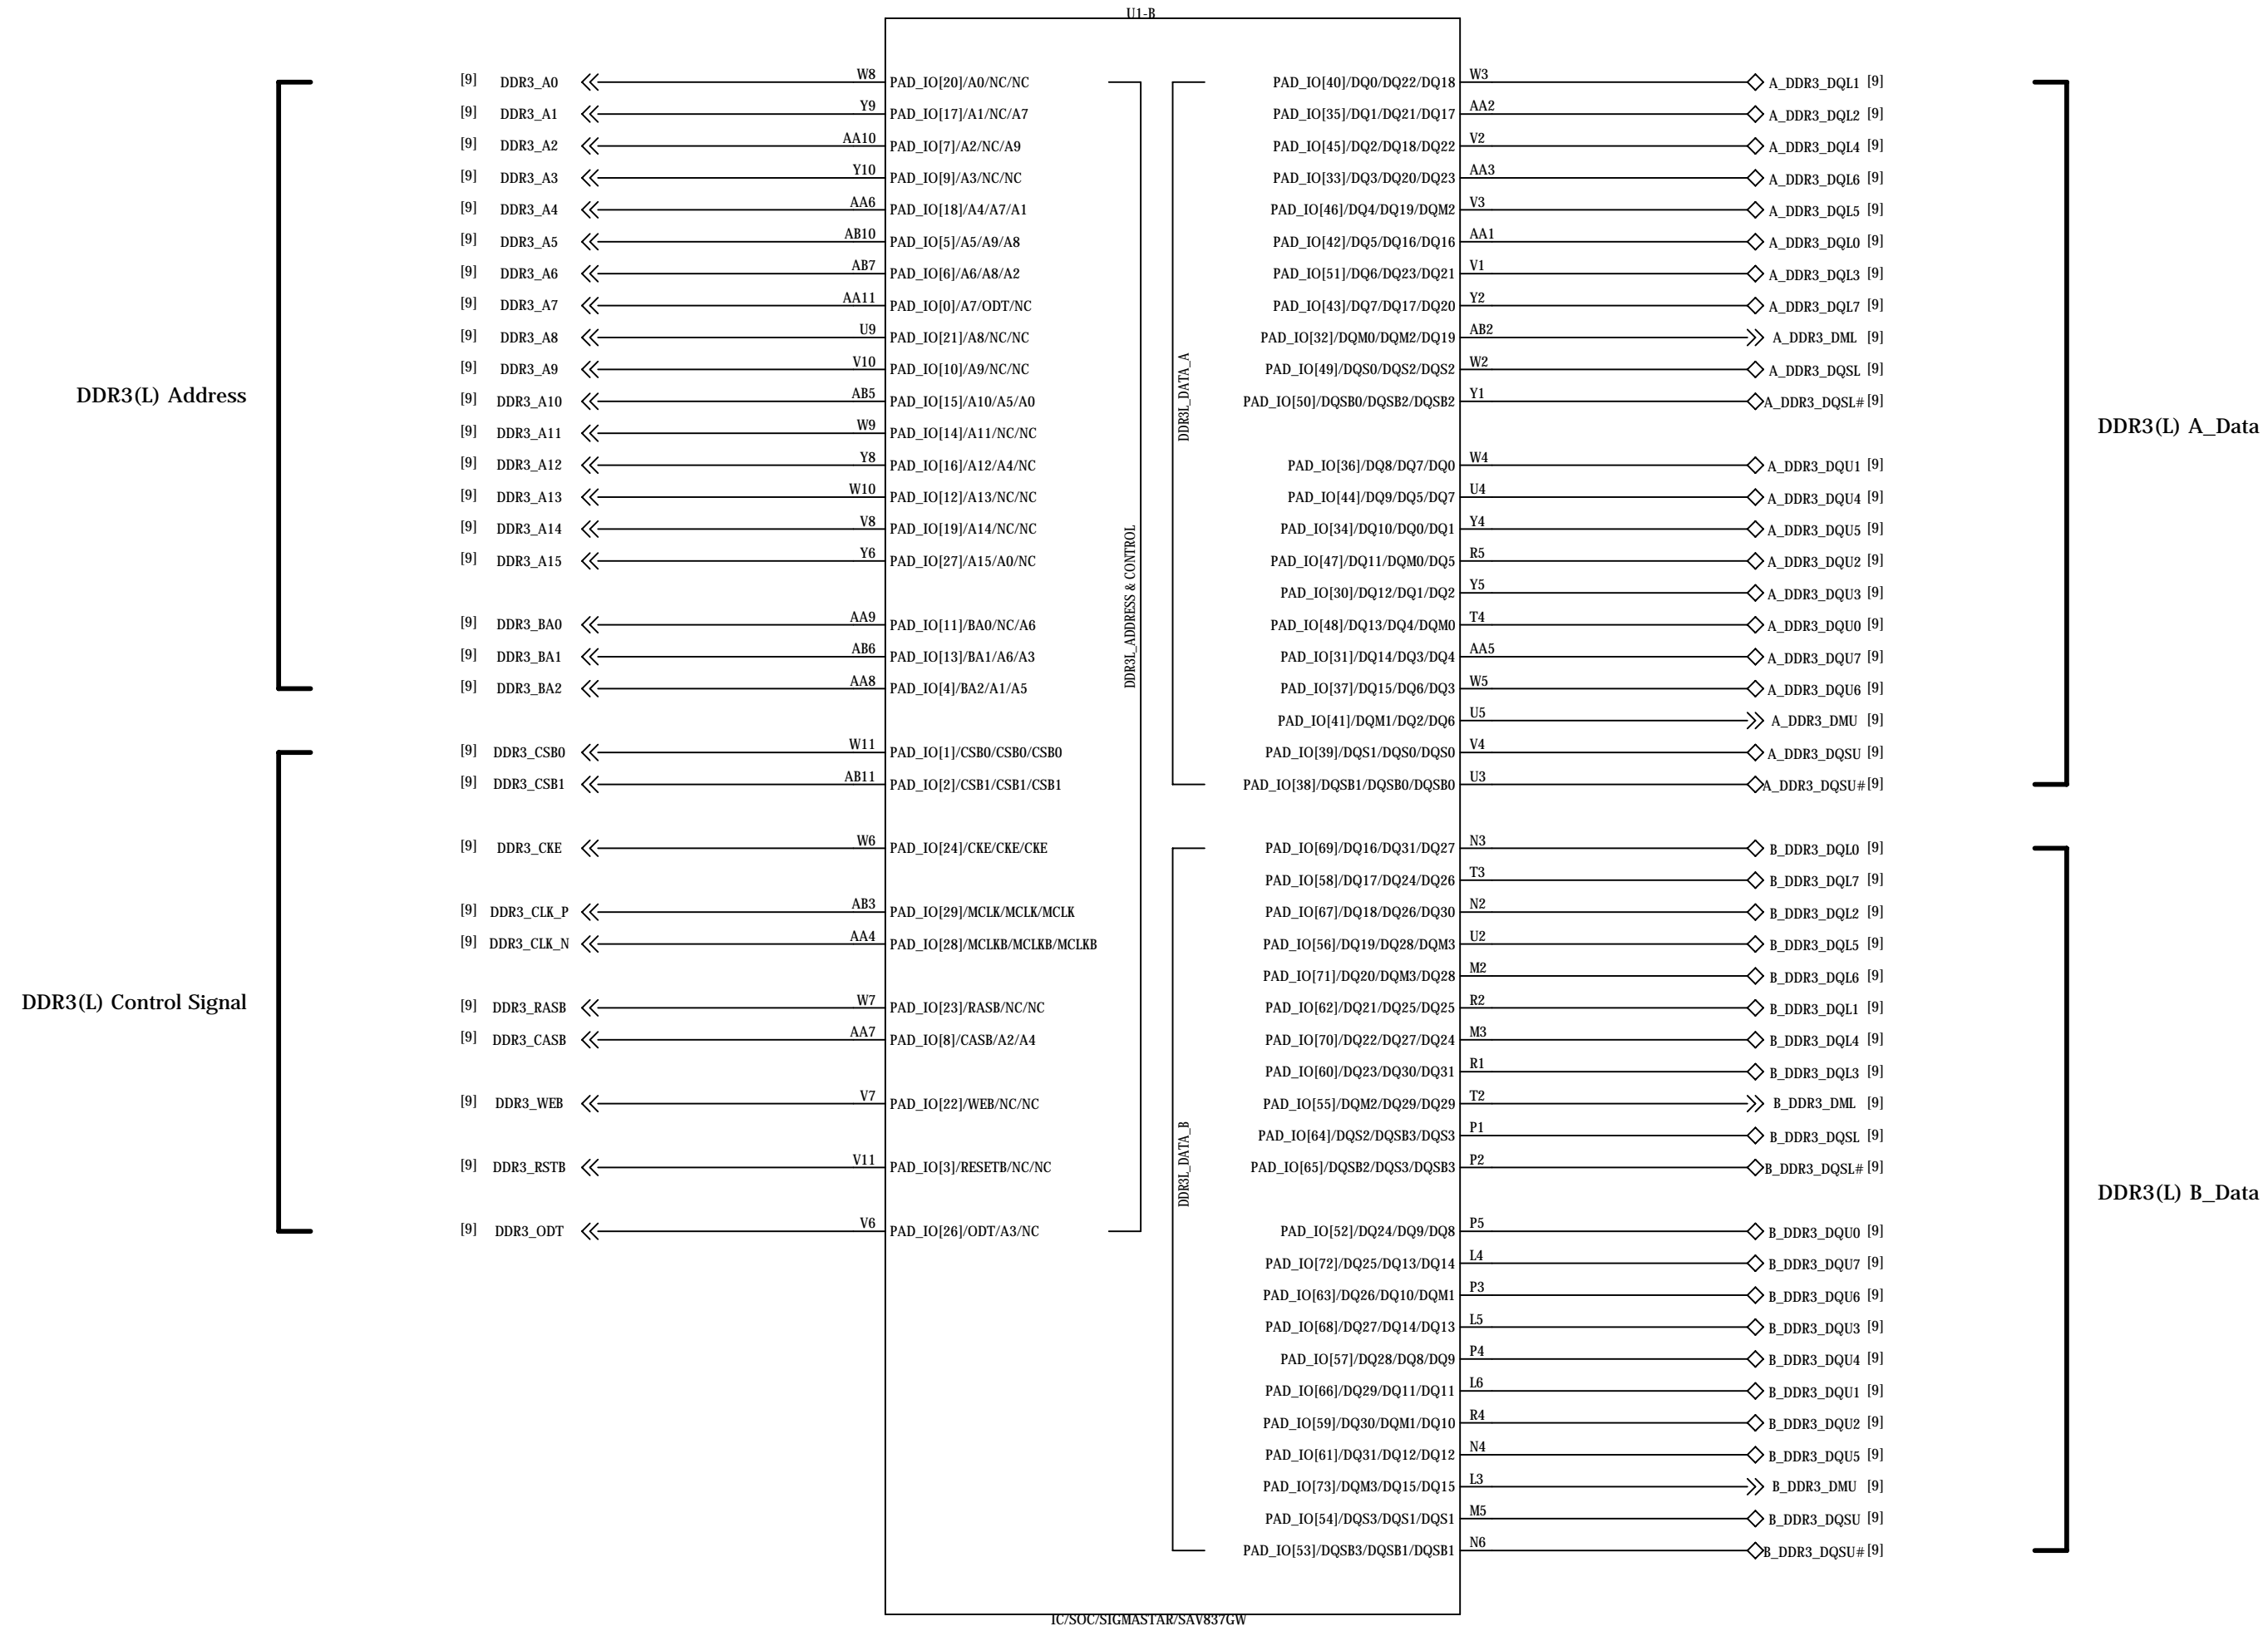 U1-B
DDR3(L) Address
[9] DDR3_A0 W8 PAD_IO[20]/A0/NC/NC
[9] DDR3_A1 Y9 PAD_IO[17]/A1/NC/A7
[9] DDR3_A2 AA10 PAD_IO[7]/A2/NC/A9
[9] DDR3_A3 Y10 PAD_IO[9]/A3/NC/NC
[9] DDR3_A4 AA6 PAD_IO[18]/A4/A7/A1
[9] DDR3_A5 AB10 PAD_IO[5]/A5/A9/A8
[9] DDR3_A6 AB7 PAD_IO[6]/A6/A8/A2
[9] DDR3_A7 AA11 PAD_IO[0]/A7/ODT/NC
[9] DDR3_A8 U9 PAD_IO[21]/A8/NC/NC
[9] DDR3_A9 V10 PAD_IO[10]/A9/NC/NC
[9] DDR3_A10 AB5 PAD_IO[15]/A10/A5/A0
[9] DDR3_A11 W9 PAD_IO[14]/A11/NC/NC
[9] DDR3_A12 Y8 PAD_IO[16]/A12/A4/NC
[9] DDR3_A13 W10 PAD_IO[12]/A13/NC/NC
[9] DDR3_A14 V8 PAD_IO[19]/A14/NC/NC
[9] DDR3_A15 Y6 PAD_IO[27]/A15/A0/NC
[9] DDR3_BA0 AA9 PAD_IO[11]/BA0/NC/A6
[9] DDR3_BA1 AB6 PAD_IO[13]/BA1/A6/A3
[9] DDR3_BA2 AA8 PAD_IO[4]/BA2/A1/A5
DDR3(L) Control Signal
[9] DDR3_CSB0 W11 PAD_IO[1]/CSB0/CSB0/CSB0
[9] DDR3_CSB1 AB11 PAD_IO[2]/CSB1/CSB1/CSB1
[9] DDR3_CKE W6 PAD_IO[24]/CKE/CKE/CKE
[9] DDR3_CLK_P AB3 PAD_IO[29]/MCLK/MCLK/MCLK
[9] DDR3_CLK_N AA4 PAD_IO[28]/MCLKB/MCLKB/MCLKB
[9] DDR3_RASB W7 PAD_IO[23]/RASB/NC/NC
[9] DDR3_CASB AA7 PAD_IO[8]/CASB/A2/A4
[9] DDR3_WEB V7 PAD_IO[22]/WEB/NC/NC
[9] DDR3_RSTB V11 PAD_IO[3]/RESETB/NC/NC
[9] DDR3_ODT V6 PAD_IO[26]/ODT/A3/NC
DDR3L_ADDRESS & CONTROL
DDR3L_DATA_A
PAD_IO[40]/DQ0/DQ22/DQ18 W3 A_DDR3_DQL1 [9]
PAD_IO[35]/DQ1/DQ21/DQ17 AA2 A_DDR3_DQL2 [9]
PAD_IO[45]/DQ2/DQ18/DQ22 V2 A_DDR3_DQL4 [9]
PAD_IO[33]/DQ3/DQ20/DQ23 AA3 A_DDR3_DQL6 [9]
PAD_IO[46]/DQ4/DQ19/DQM2 V3 A_DDR3_DQL5 [9]
PAD_IO[42]/DQ5/DQ16/DQ16 AA1 A_DDR3_DQL0 [9]
PAD_IO[51]/DQ6/DQ23/DQ21 V1 A_DDR3_DQL3 [9]
PAD_IO[43]/DQ7/DQ17/DQ20 Y2 A_DDR3_DQL7 [9]
PAD_IO[32]/DQM0/DQM2/DQ19 AB2 A_DDR3_DML [9]
PAD_IO[49]/DQS0/DQS2/DQS2 W2 A_DDR3_DQSL [9]
PAD_IO[50]/DQSB0/DQSB2/DQSB2 Y1 A_DDR3_DQSL# [9]
PAD_IO[36]/DQ8/DQ7/DQ0 W4 A_DDR3_DQU1 [9]
PAD_IO[44]/DQ9/DQ5/DQ7 U4 A_DDR3_DQU4 [9]
PAD_IO[34]/DQ10/DQ0/DQ1 Y4 A_DDR3_DQU5 [9]
PAD_IO[47]/DQ11/DQM0/DQ5 R5 A_DDR3_DQU2 [9]
PAD_IO[30]/DQ12/DQ1/DQ2 Y5 A_DDR3_DQU3 [9]
PAD_IO[48]/DQ13/DQ4/DQM0 T4 A_DDR3_DQU0 [9]
PAD_IO[31]/DQ14/DQ3/DQ4 AA5 A_DDR3_DQU7 [9]
PAD_IO[37]/DQ15/DQ6/DQ3 W5 A_DDR3_DQU6 [9]
PAD_IO[41]/DQM1/DQ2/DQ6 U5 A_DDR3_DMU [9]
PAD_IO[39]/DQS1/DQS0/DQS0 V4 A_DDR3_DQSU [9]
PAD_IO[38]/DQSB1/DQSB0/DQSB0 U3 A_DDR3_DQSU# [9]
DDR3(L) A_Data
DDR3L_DATA_B
PAD_IO[69]/DQ16/DQ31/DQ27 N3 B_DDR3_DQL0 [9]
PAD_IO[58]/DQ17/DQ24/DQ26 T3 B_DDR3_DQL7 [9]
PAD_IO[67]/DQ18/DQ26/DQ30 N2 B_DDR3_DQL2 [9]
PAD_IO[56]/DQ19/DQ28/DQM3 U2 B_DDR3_DQL5 [9]
PAD_IO[71]/DQ20/DQM3/DQ28 M2 B_DDR3_DQL6 [9]
PAD_IO[62]/DQ21/DQ25/DQ25 R2 B_DDR3_DQL1 [9]
PAD_IO[70]/DQ22/DQ27/DQ24 M3 B_DDR3_DQL4 [9]
PAD_IO[60]/DQ23/DQ30/DQ31 R1 B_DDR3_DQL3 [9]
PAD_IO[55]/DQM2/DQ29/DQ29 T2 B_DDR3_DML [9]
PAD_IO[64]/DQS2/DQSB3/DQS3 P1 B_DDR3_DQSL [9]
PAD_IO[65]/DQSB2/DQS3/DQSB3 P2 B_DDR3_DQSL# [9]
PAD_IO[52]/DQ24/DQ9/DQ8 P5 B_DDR3_DQU0 [9]
PAD_IO[72]/DQ25/DQ13/DQ14 L4 B_DDR3_DQU7 [9]
PAD_IO[63]/DQ26/DQ10/DQM1 P3 B_DDR3_DQU6 [9]
PAD_IO[68]/DQ27/DQ14/DQ13 L5 B_DDR3_DQU3 [9]
PAD_IO[57]/DQ28/DQ8/DQ9 P4 B_DDR3_DQU4 [9]
PAD_IO[66]/DQ29/DQ11/DQ11 L6 B_DDR3_DQU1 [9]
PAD_IO[59]/DQ30/DQM1/DQ10 R4 B_DDR3_DQU2 [9]
PAD_IO[61]/DQ31/DQ12/DQ12 N4 B_DDR3_DQU5 [9]
PAD_IO[73]/DQM3/DQ15/DQ15 L3 B_DDR3_DMU [9]
PAD_IO[54]/DQS3/DQS1/DQS1 M5 B_DDR3_DQSU [9]
PAD_IO[53]/DQSB3/DQSB1/DQSB1 N6 B_DDR3_DQSU# [9]
DDR3(L) B_Data
IC/SOC/SIGMASTAR/SAV837GW